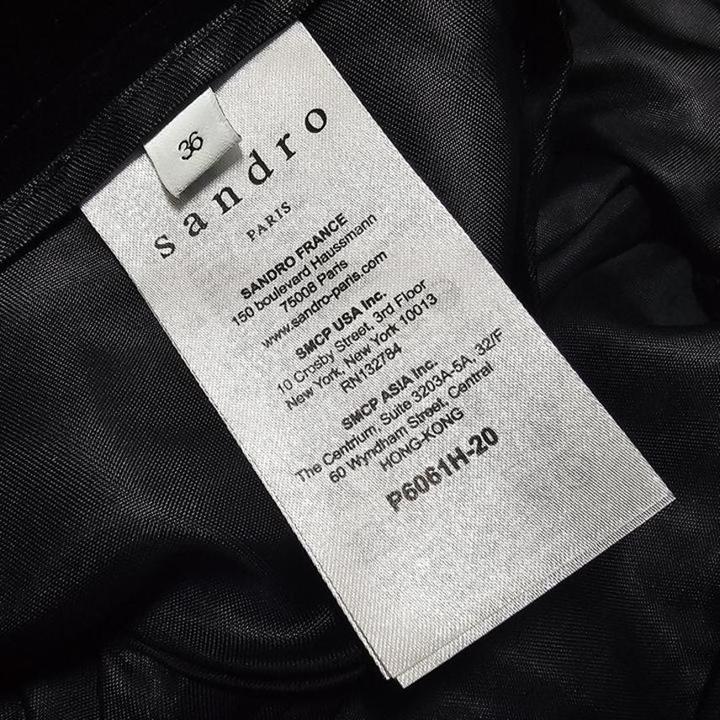 36
sandro
PARIS
SANDRO FRANCE
150 boulevard Haussmann
75008 Paris
www.sandro-paris.com
SMCP USA Inc.
10 Crosby Street, 3rd Floor
New York, New York 10013
RN132784
SMCP ASIA Inc.
The Centrium, Suite 3203A-5A, 32/F
60 Wyndham Street, Central
HONG-KONG
P6061H-20